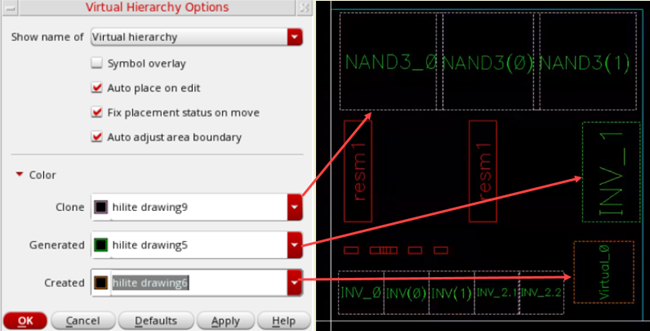 Virtual Hierarchy Options
Show name of Virtual hierarchy
Symbol overlay
Auto place on edit
Fix placement status on move
Auto adjust area boundary
Color
Clone hilite drawing9
Generated hilite drawing5
Created hilite drawing6
OK Cancel Defaults Apply Help
NAND3_0 NAND3(0) NAND3(1)
resm1 resm1 INV_1
Virtual_0
INV_0 INV(0) INV(1) INV_2.1 INV_2.2